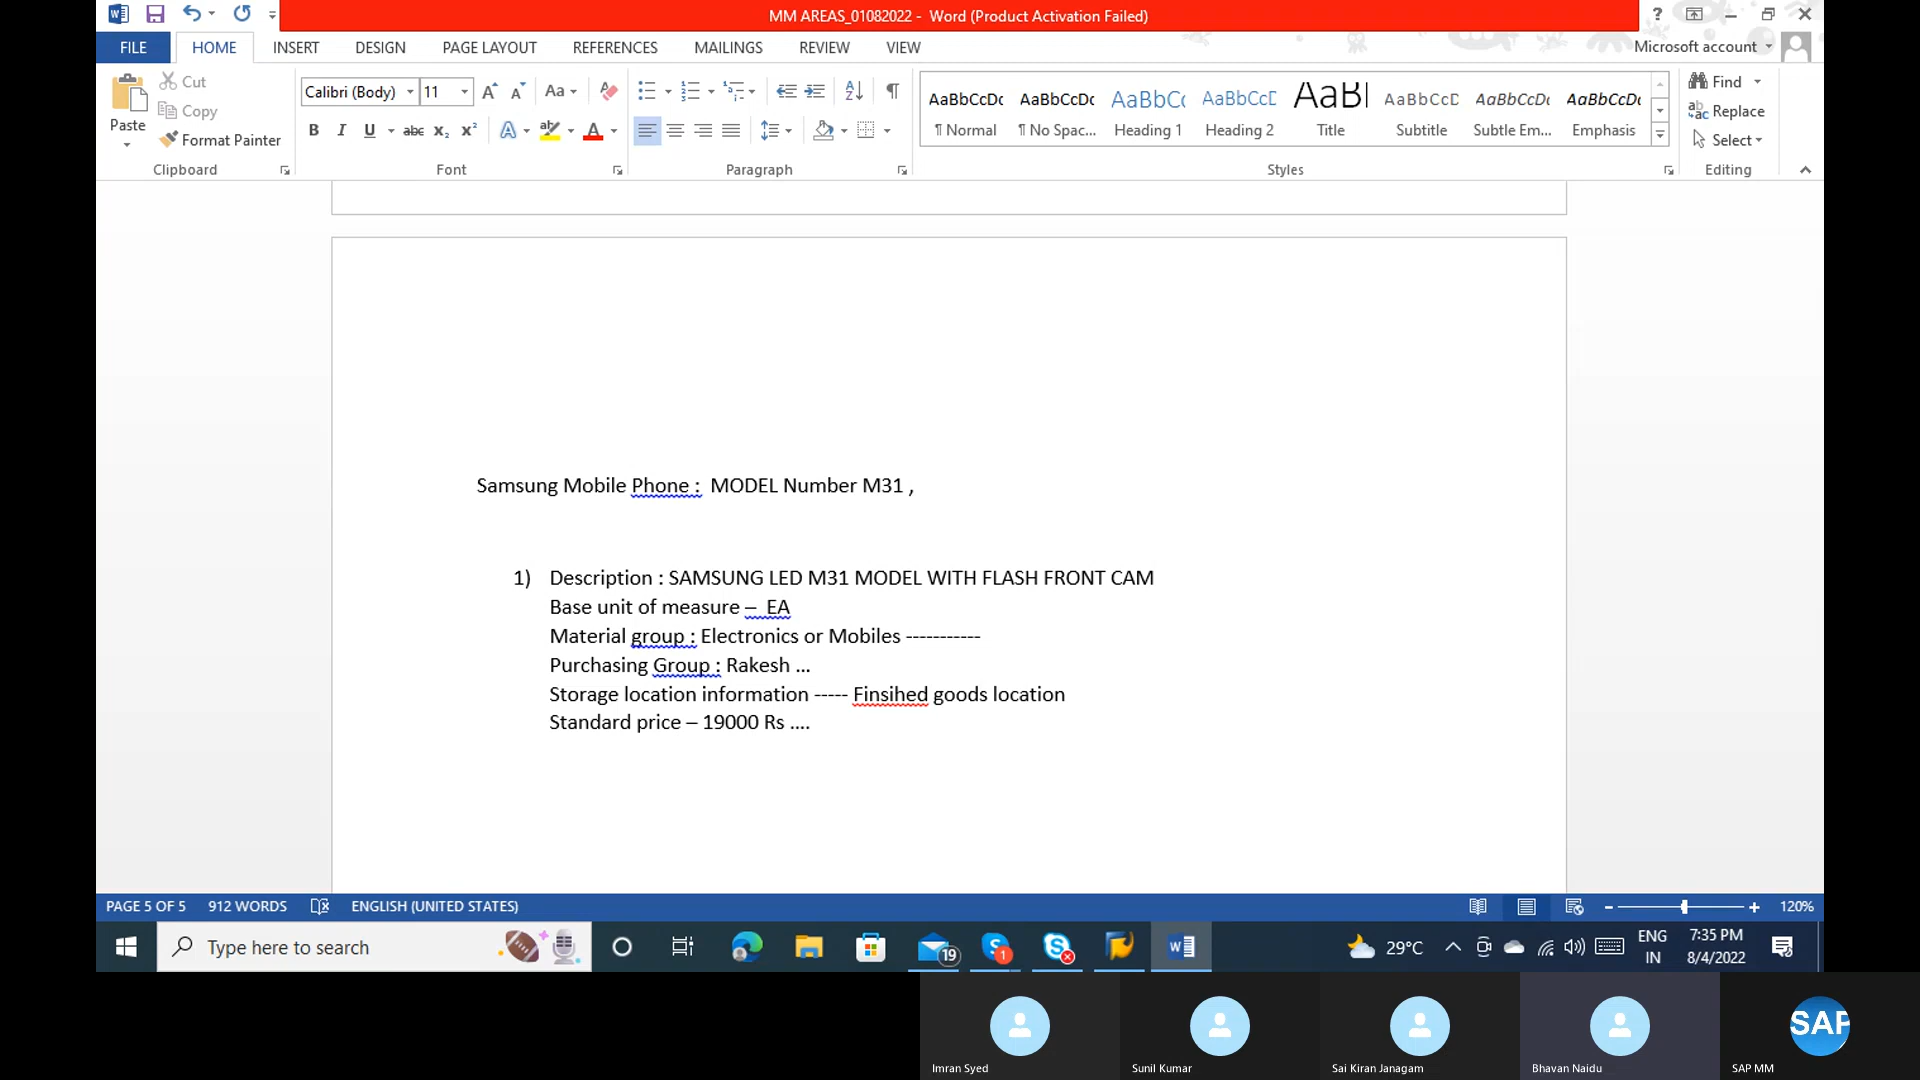 MM AREAS_01082022 - Word (Product Activation Failed)
?
FILE HOME INSERT DESIGN PAGE LAYOUT REFERENCES MAILINGS REVIEW VIEW Microsoft account
Paste
Cut
Copy
Format Painter
Clipboard
Calibri (Body) 11
Font
Paragraph
AaBbCcDc AaBbCcDc AaBbCc AaBbCcD AaBl AaBbCcD AaBbCcDc AaBbCcDc
¶ Normal ¶ No Spac... Heading 1 Heading 2 Title Subtitle Subtle Em... Emphasis
Styles
Find
Replace
Select
Editing
Samsung Mobile Phone : MODEL Number M31 ,
1) Description : SAMSUNG LED M31 MODEL WITH FLASH FRONT CAM
Base unit of measure – EA
Material group : Electronics or Mobiles -----------
Purchasing Group : Rakesh ...
Storage location information ----- Finsihed goods location
Standard price – 19000 Rs ....
PAGE 5 OF 5 912 WORDS ENGLISH (UNITED STATES) 120%
Type here to search
19
1
29°C
ENG
IN
7:35 PM
8/4/2022
SAP
Imran Syed Sunil Kumar Sai Kiran Janagam Bhavan Naidu SAP MM